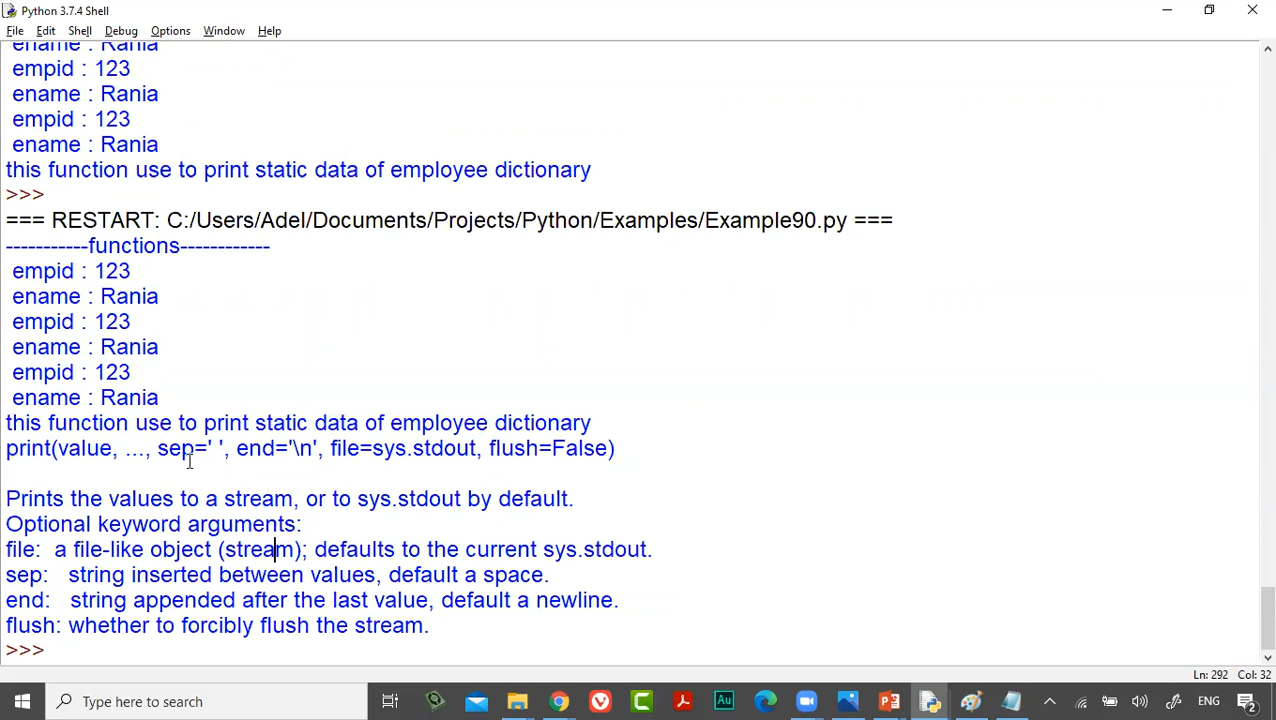 Python 3.7.4 Shell
File Edit Shell Debug Options Window Help
ename : Rania
empid : 123
ename : Rania
empid : 123
ename : Rania
this function use to print static data of employee dictionary
>>>
=== RESTART: C:/Users/Adel/Documents/Projects/Python/Examples/Example90.py ===
-----------functions------------
empid : 123
ename : Rania
empid : 123
ename : Rania
empid : 123
ename : Rania
this function use to print static data of employee dictionary
print(value, ..., sep=' ', end='\n', file=sys.stdout, flush=False)
Prints the values to a stream, or to sys.stdout by default.
Optional keyword arguments:
file:  a file-like object (stream); defaults to the current sys.stdout.
sep:   string inserted between values, default a space.
end:   string appended after the last value, default a newline.
flush: whether to forcibly flush the stream.
>>>
Ln: 292 Col: 32
Type here to search
Au
ENG
2